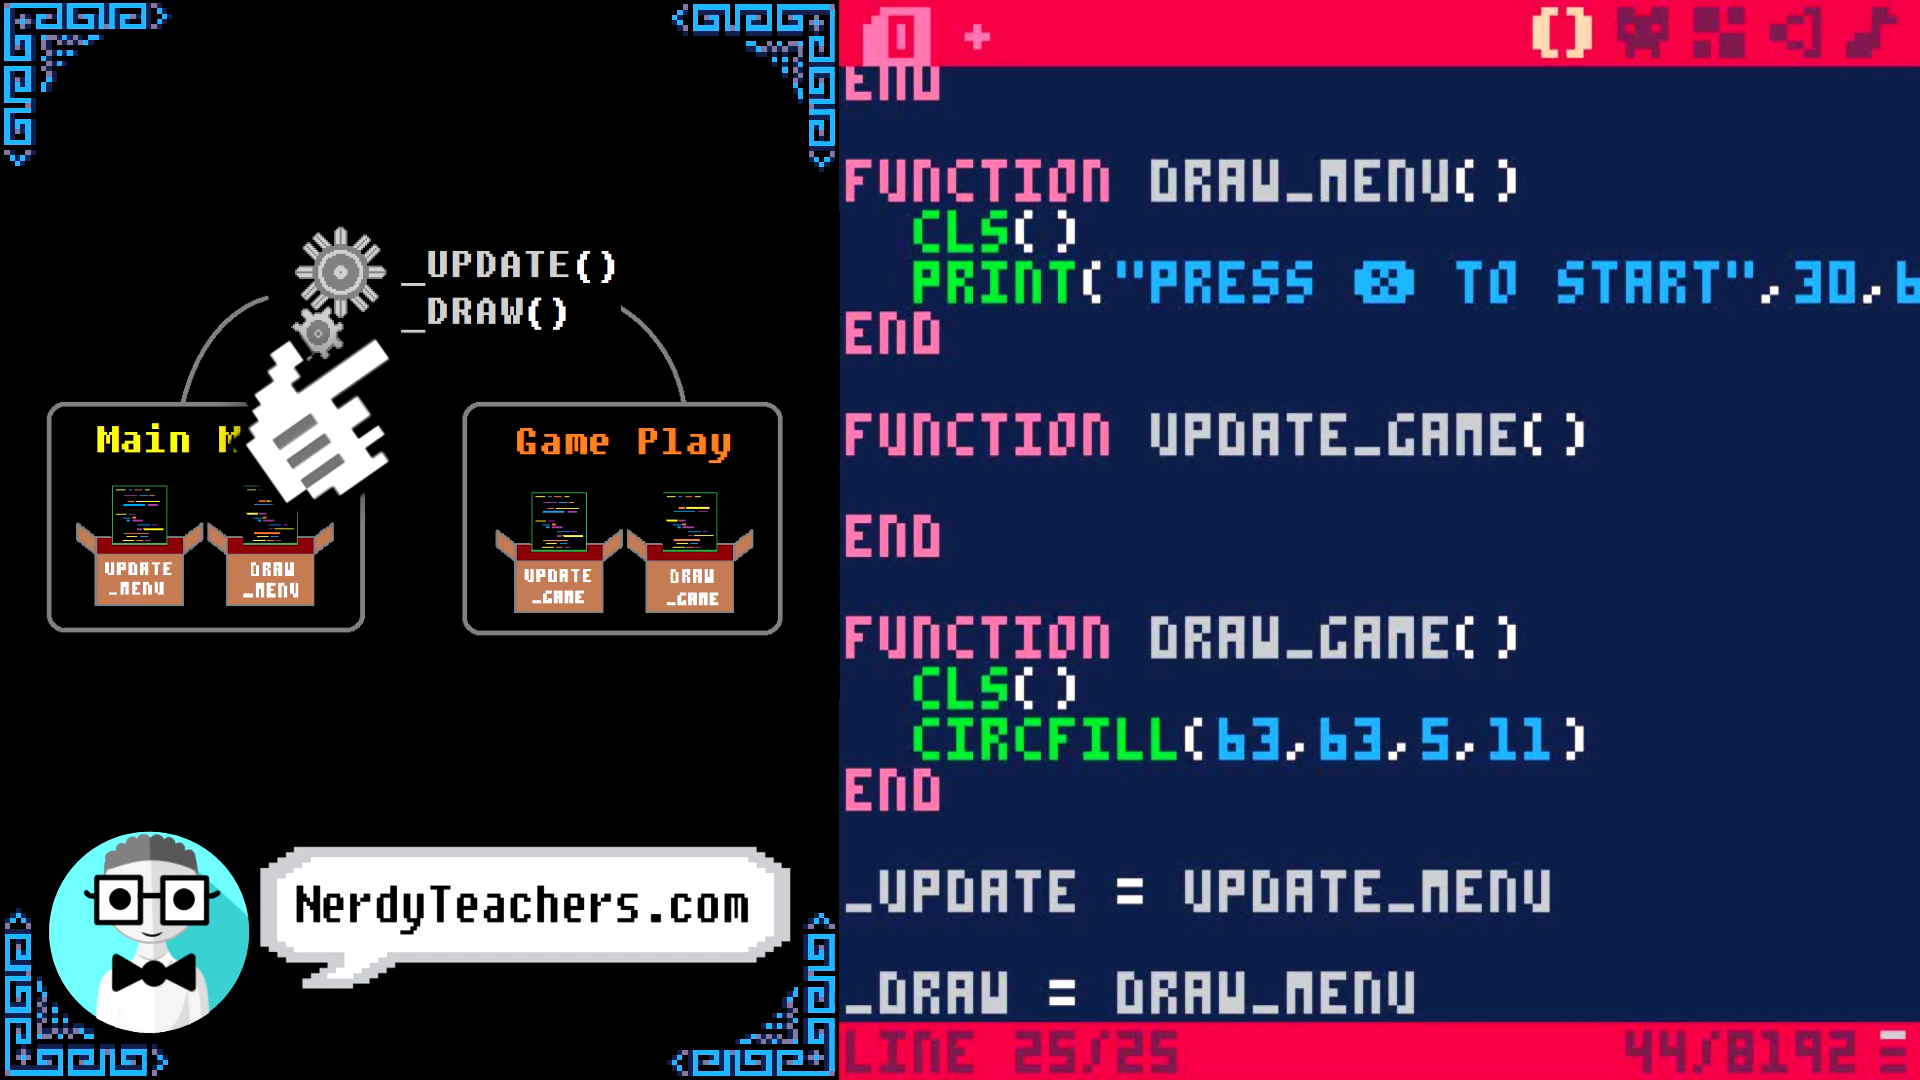 _UPDATE()
_DRAW()
Main M
UPDATE
_MENU
DRAW
_MENU
Game Play
UPDATE
_GAME
DRAW
_GAME
NerdyTeachers.com
0 +
END
FUNCTION DRAW_MENU()
CLS()
PRINT("PRESS ❎ TO START",30,6
END
FUNCTION UPDATE_GAME()
END
FUNCTION DRAW_GAME()
CLS()
CIRCFILL(63,63,5,11)
END
_UPDATE = UPDATE_MENU
_DRAW = DRAW_MENU
LINE 25/25
44/8192